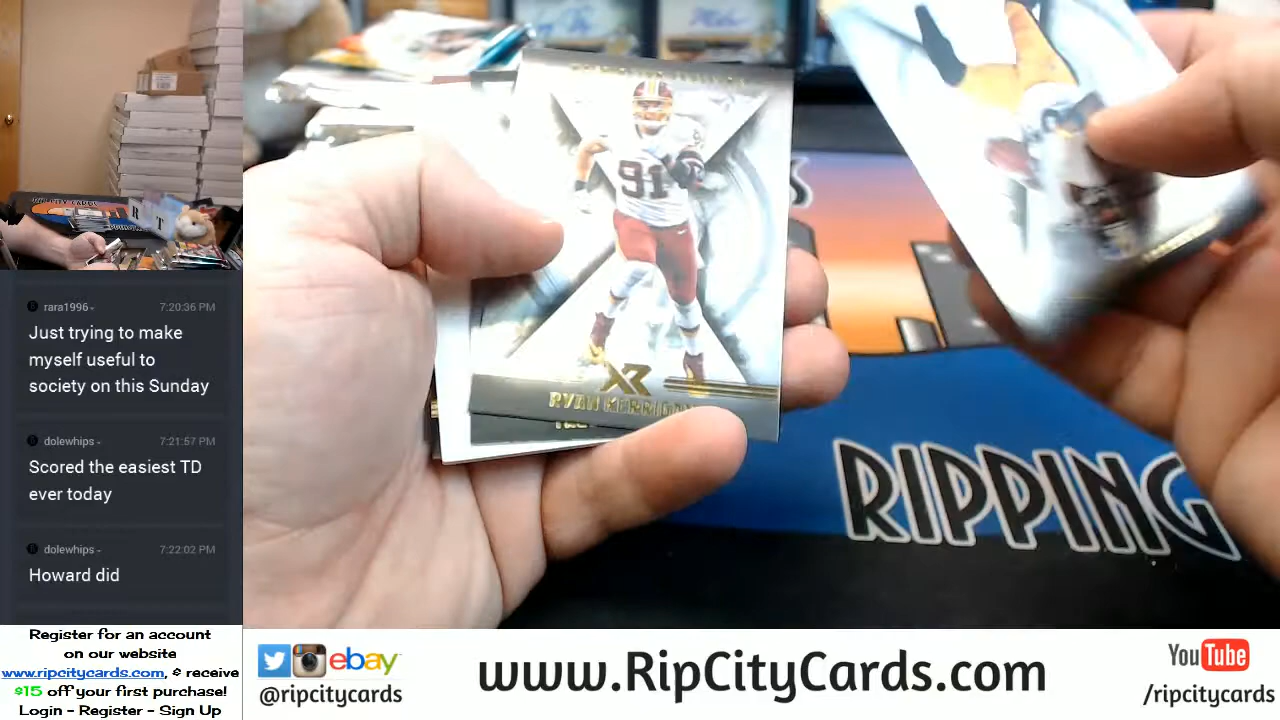 rara1996
7:20:36 PM
Just trying to make
myself useful to
society on this Sunday
dolewhips
7:21:57 PM
Scored the easiest TD
ever today
dolewhips
7:22:02 PM
Howard did
Register for an account
on our website
www.ripcitycards.com, & receive
$15 off your first purchase!
Login - Register - Sign Up
RIP CITY CARDS
R T
91
XR
RYAN KERRIGAN
RIPPING
ebay
@ripcitycards
www.RipCityCards.com
YouTube
/ripcitycards